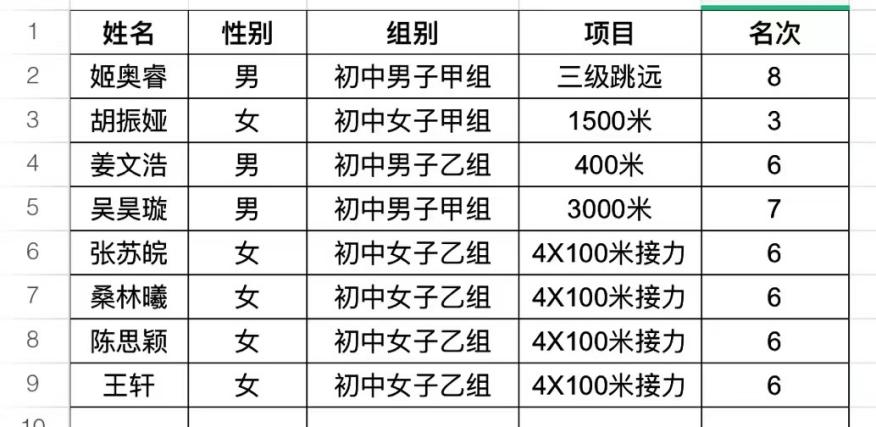 1 姓名 性别 组别 项目 名次
2 姬奥睿 男 初中男子甲组 三级跳远 8
3 胡振娅 女 初中女子甲组 1500米 3
4 姜文浩 男 初中男子乙组 400米 6
5 吴昊璇 男 初中男子甲组 3000米 7
6 张苏皖 女 初中女子乙组 4X100米接力 6
7 桑林曦 女 初中女子乙组 4X100米接力 6
8 陈思颖 女 初中女子乙组 4X100米接力 6
9 王轩 女 初中女子乙组 4X100米接力 6
10